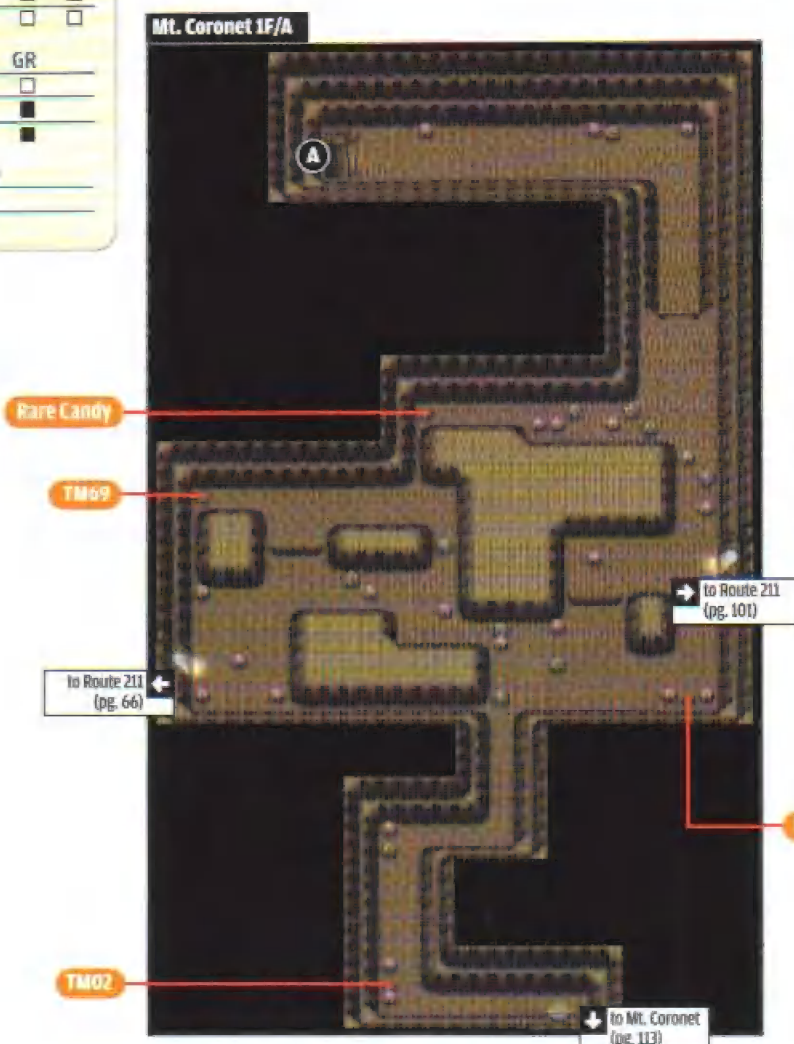 Mt. Coronet 1F/A
GR
A
Rare Candy
TM69
to Route 211
(pg. 101)
to Route 211
(pg. 66)
TM02
to Mt. Coronet
(pg. 113)